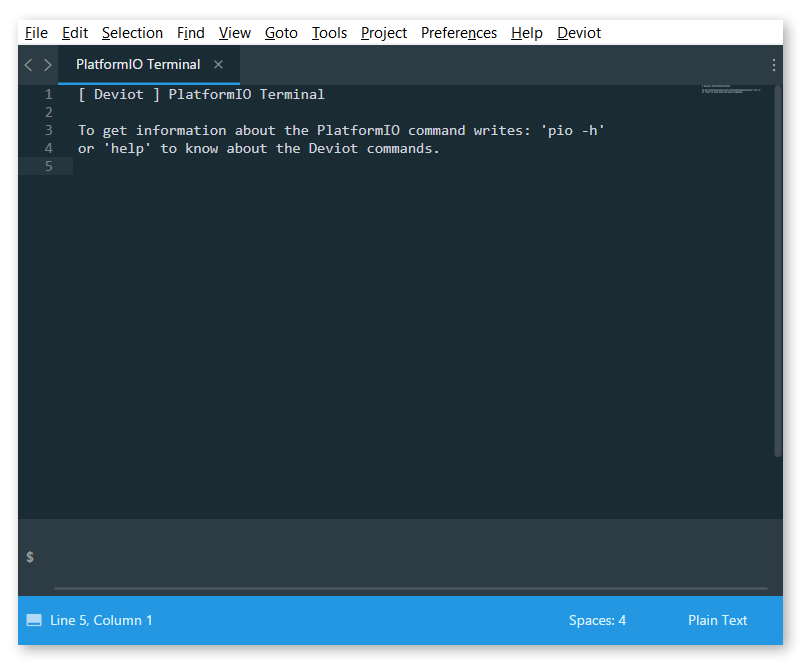 File Edit Selection Find View Goto Tools Project Preferences Help Deviot
PlatformIO Terminal
1 [ Deviot ] PlatformIO Terminal
2
3 To get information about the PlatformIO command writes: 'pio -h'
4 or 'help' to know about the Deviot commands.
5
$
Line 5, Column 1 Spaces: 4 Plain Text